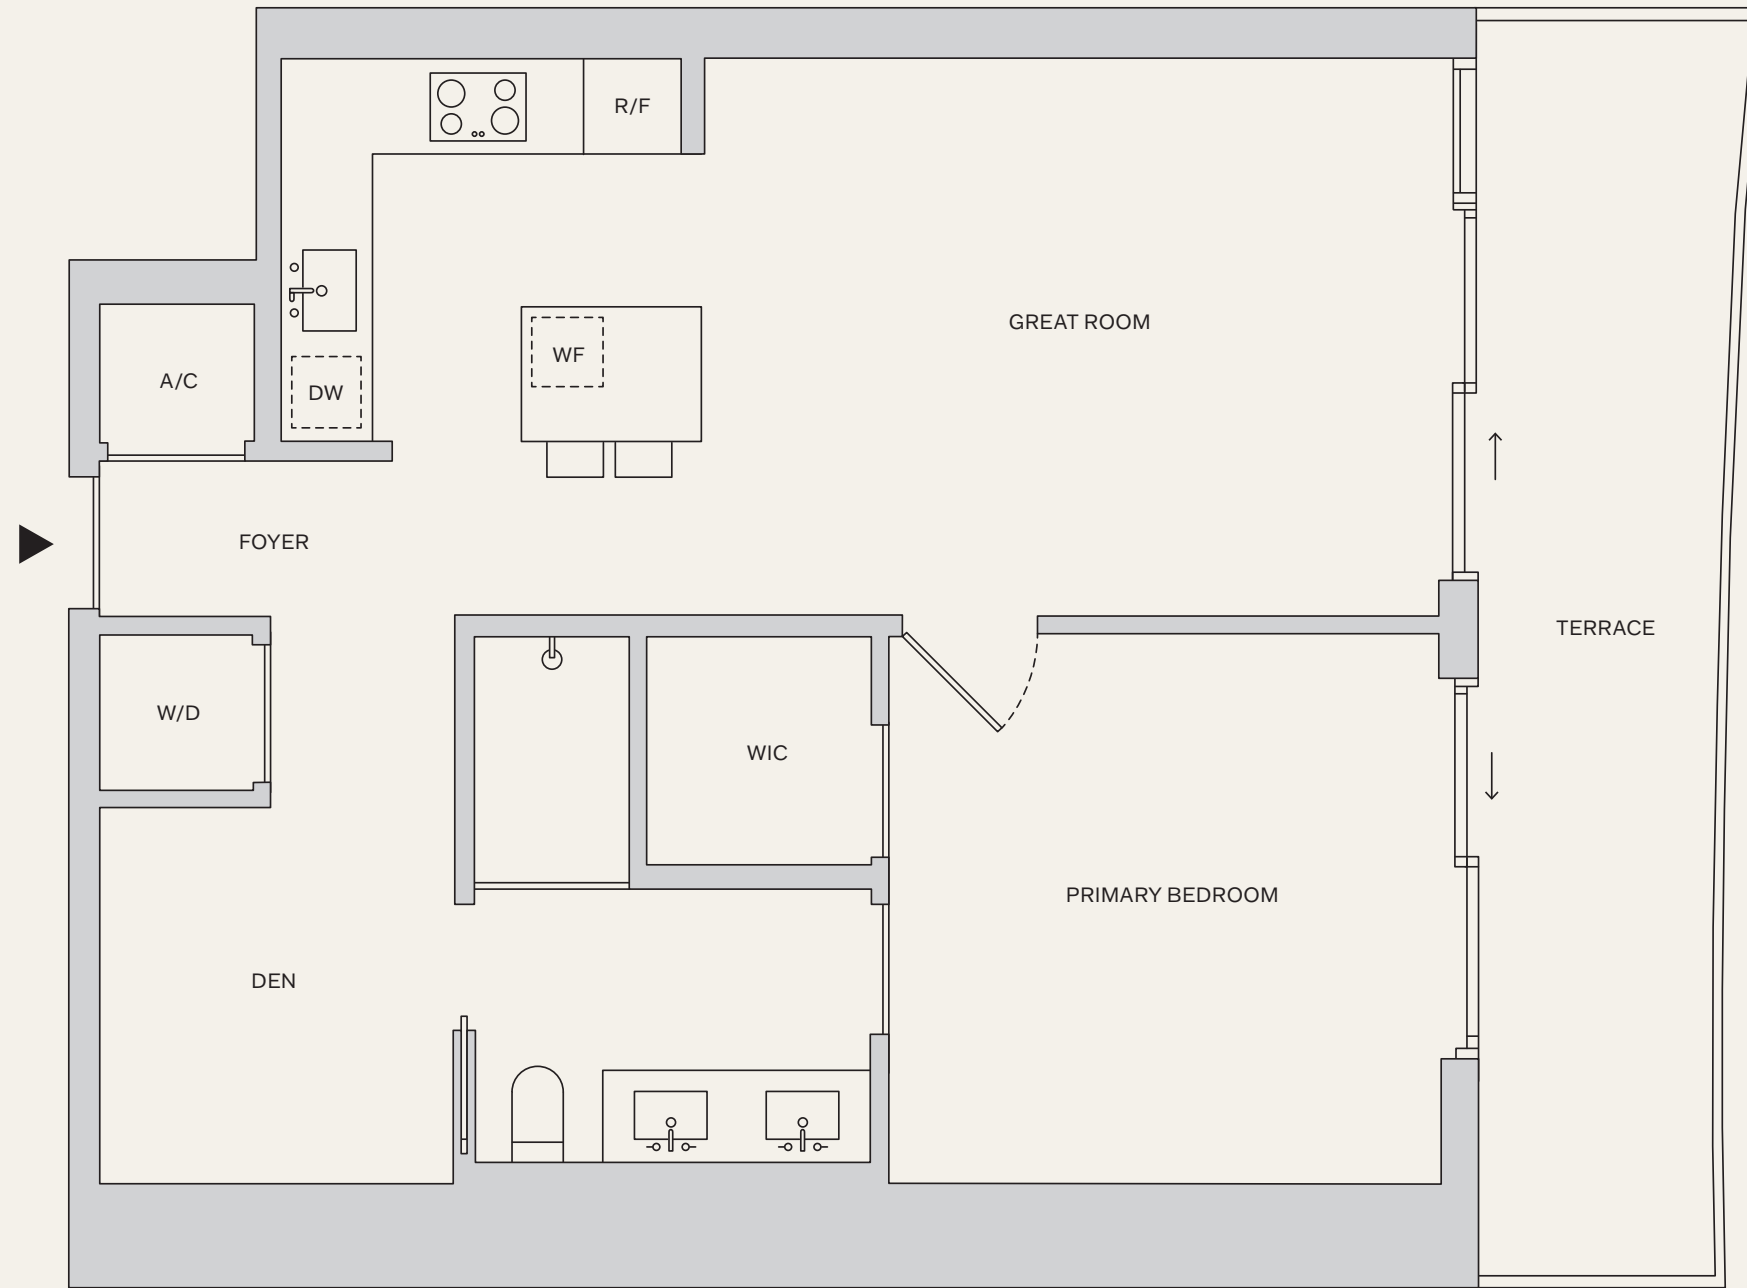 R/F
GREAT ROOM
WF
A/C
DW
FOYER
TERRACE
W/D
WIC
PRIMARY BEDROOM
DEN